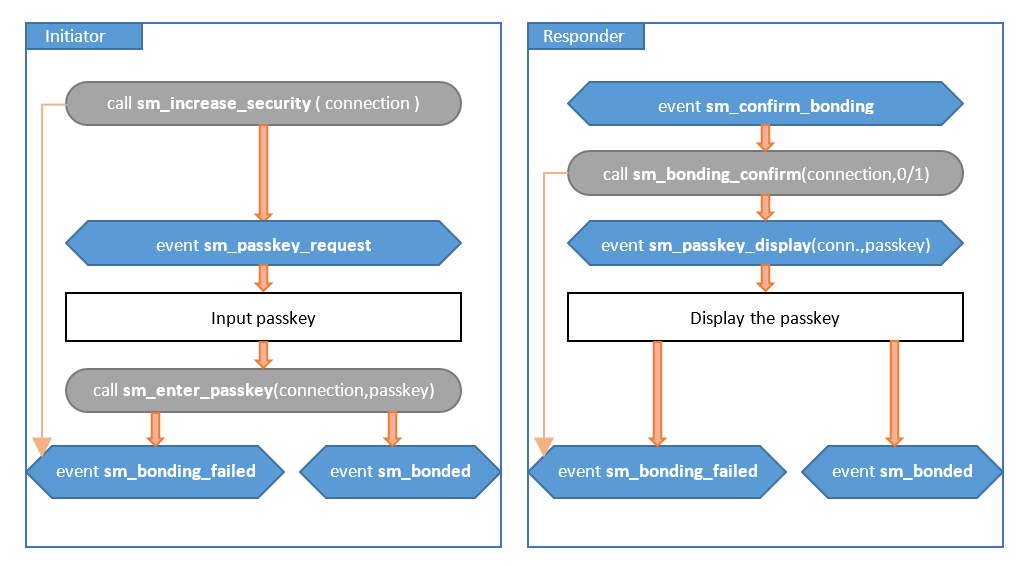 Initiator
call sm_increase_security ( connection )
event sm_passkey_request
Input passkey
call sm_enter_passkey(connection,passkey)
event sm_bonding_failed
event sm_bonded
Responder
event sm_confirm_bonding
call sm_bonding_confirm(connection,0/1)
event sm_passkey_display(conn.,passkey)
Display the passkey
event sm_bonding_failed
event sm_bonded